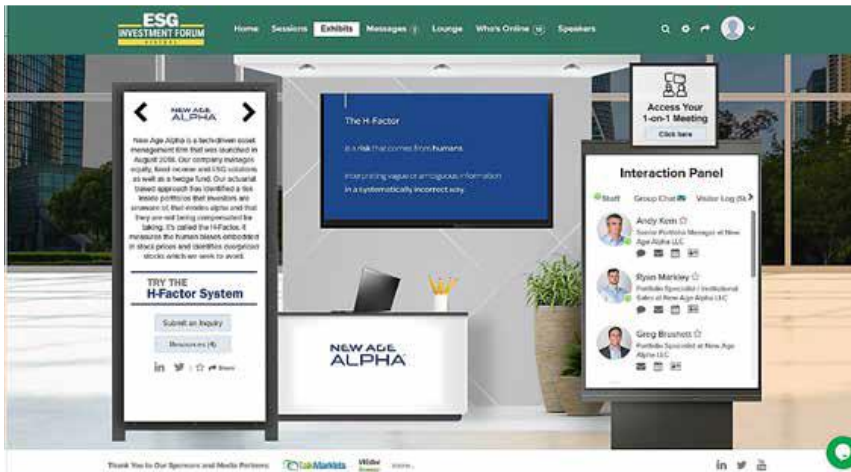 ESG
INVESTMENT FORUM
VIRTUAL
Home Sessions Exhibits Messages Lounge Who's Online Speakers
NEW AGE
ALPHA
New Age Alpha is a tech-driven asset
management firm that was launched in
August 2018. Our company manages
equity, fixed income and ESG solutions
as well as a hedge fund. Our actuarial
based approach has identified a risk
inside portfolios that investors are
unaware of, that erodes alpha and that
they are not being compensated for
taking. It's called the H-Factor. It
measures the human biases embedded
in stock prices and identifies overpriced
stocks which we seek to avoid.
TRY THE
H-Factor System
Submit an Inquiry
Resources (4)
Share
The H-Factor
is a risk that comes from humans
interpreting vague or ambiguous information
in a systematically incorrect way.
NEW AGE
ALPHA
Access Your
1-on-1 Meeting
Click here
Interaction Panel
Staff Group Chat Visitor Log
Andy Kern
Senior Portfolio Manager at New
Age Alpha LLC
Ryan Markley
Portfolio Specialist / Institutional
Sales at New Age Alpha LLC
Greg Brushett
Portfolio Specialist at New Age
Alpha LLC
Thank You to Our Sponsors and Media Partners:
TalkMarkets